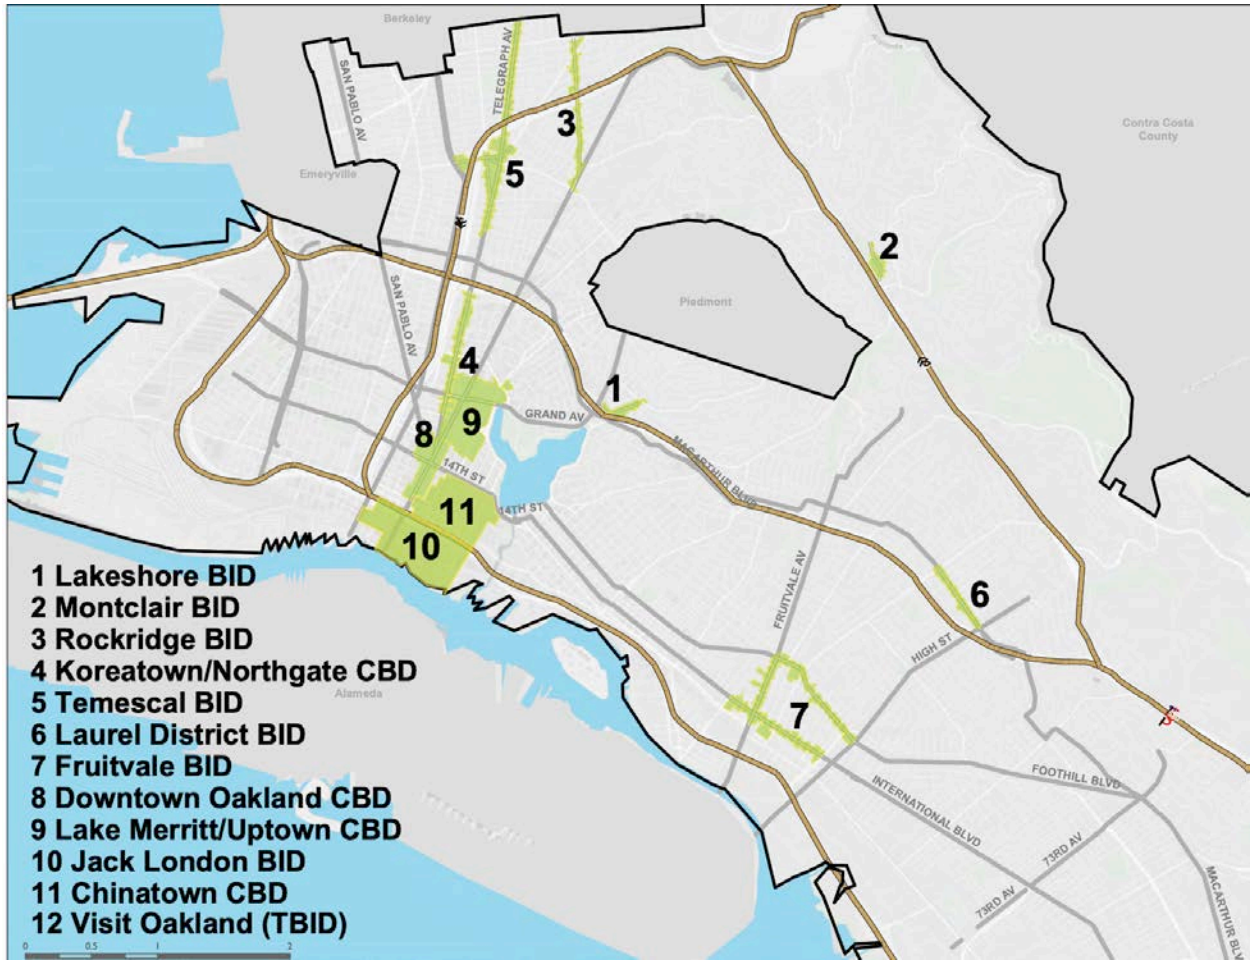 Berkeley
SAN PABLO AV
TELEGRAPH AV
3
Contra Costa
County
5
Emeryville
2
SAN PABLO AV
Piedmont
4
1
GRAND AV
9
8
MACARTHUR BLVD
14TH ST
11
14TH ST
10
FRUITVALE AV
6
HIGH ST
7
Alameda
FOOTHILL BLVD
INTERNATIONAL BLVD
73RD AV
73RD AV
MACARTHUR BLV
1 Lakeshore BID
2 Montclair BID
3 Rockridge BID
4 Koreatown/Northgate CBD
5 Temescal BID
6 Laurel District BID
7 Fruitvale BID
8 Downtown Oakland CBD
9 Lake Merritt/Uptown CBD
10 Jack London BID
11 Chinatown CBD
12 Visit Oakland (TBID)
0 0.5 1 2